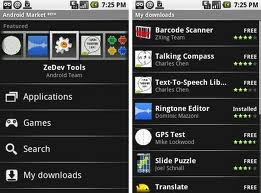 7:25 PM
Android Market
Featured
ZeDev Tools
Android Team
Applications
Games
Search
My downloads
7:25 PM
My downloads
Barcode Scanner FREE
ZXing Team
Talking Compass FREE
Charles Chen
Text-To-Speech Lib... FREE
Charles Chen
Ringtone Editor Installed
Dominic Mazzoni
GPS Test FREE
Mike Lockwood
Slide Puzzle FREE
Joel Schnall
Translate FREE